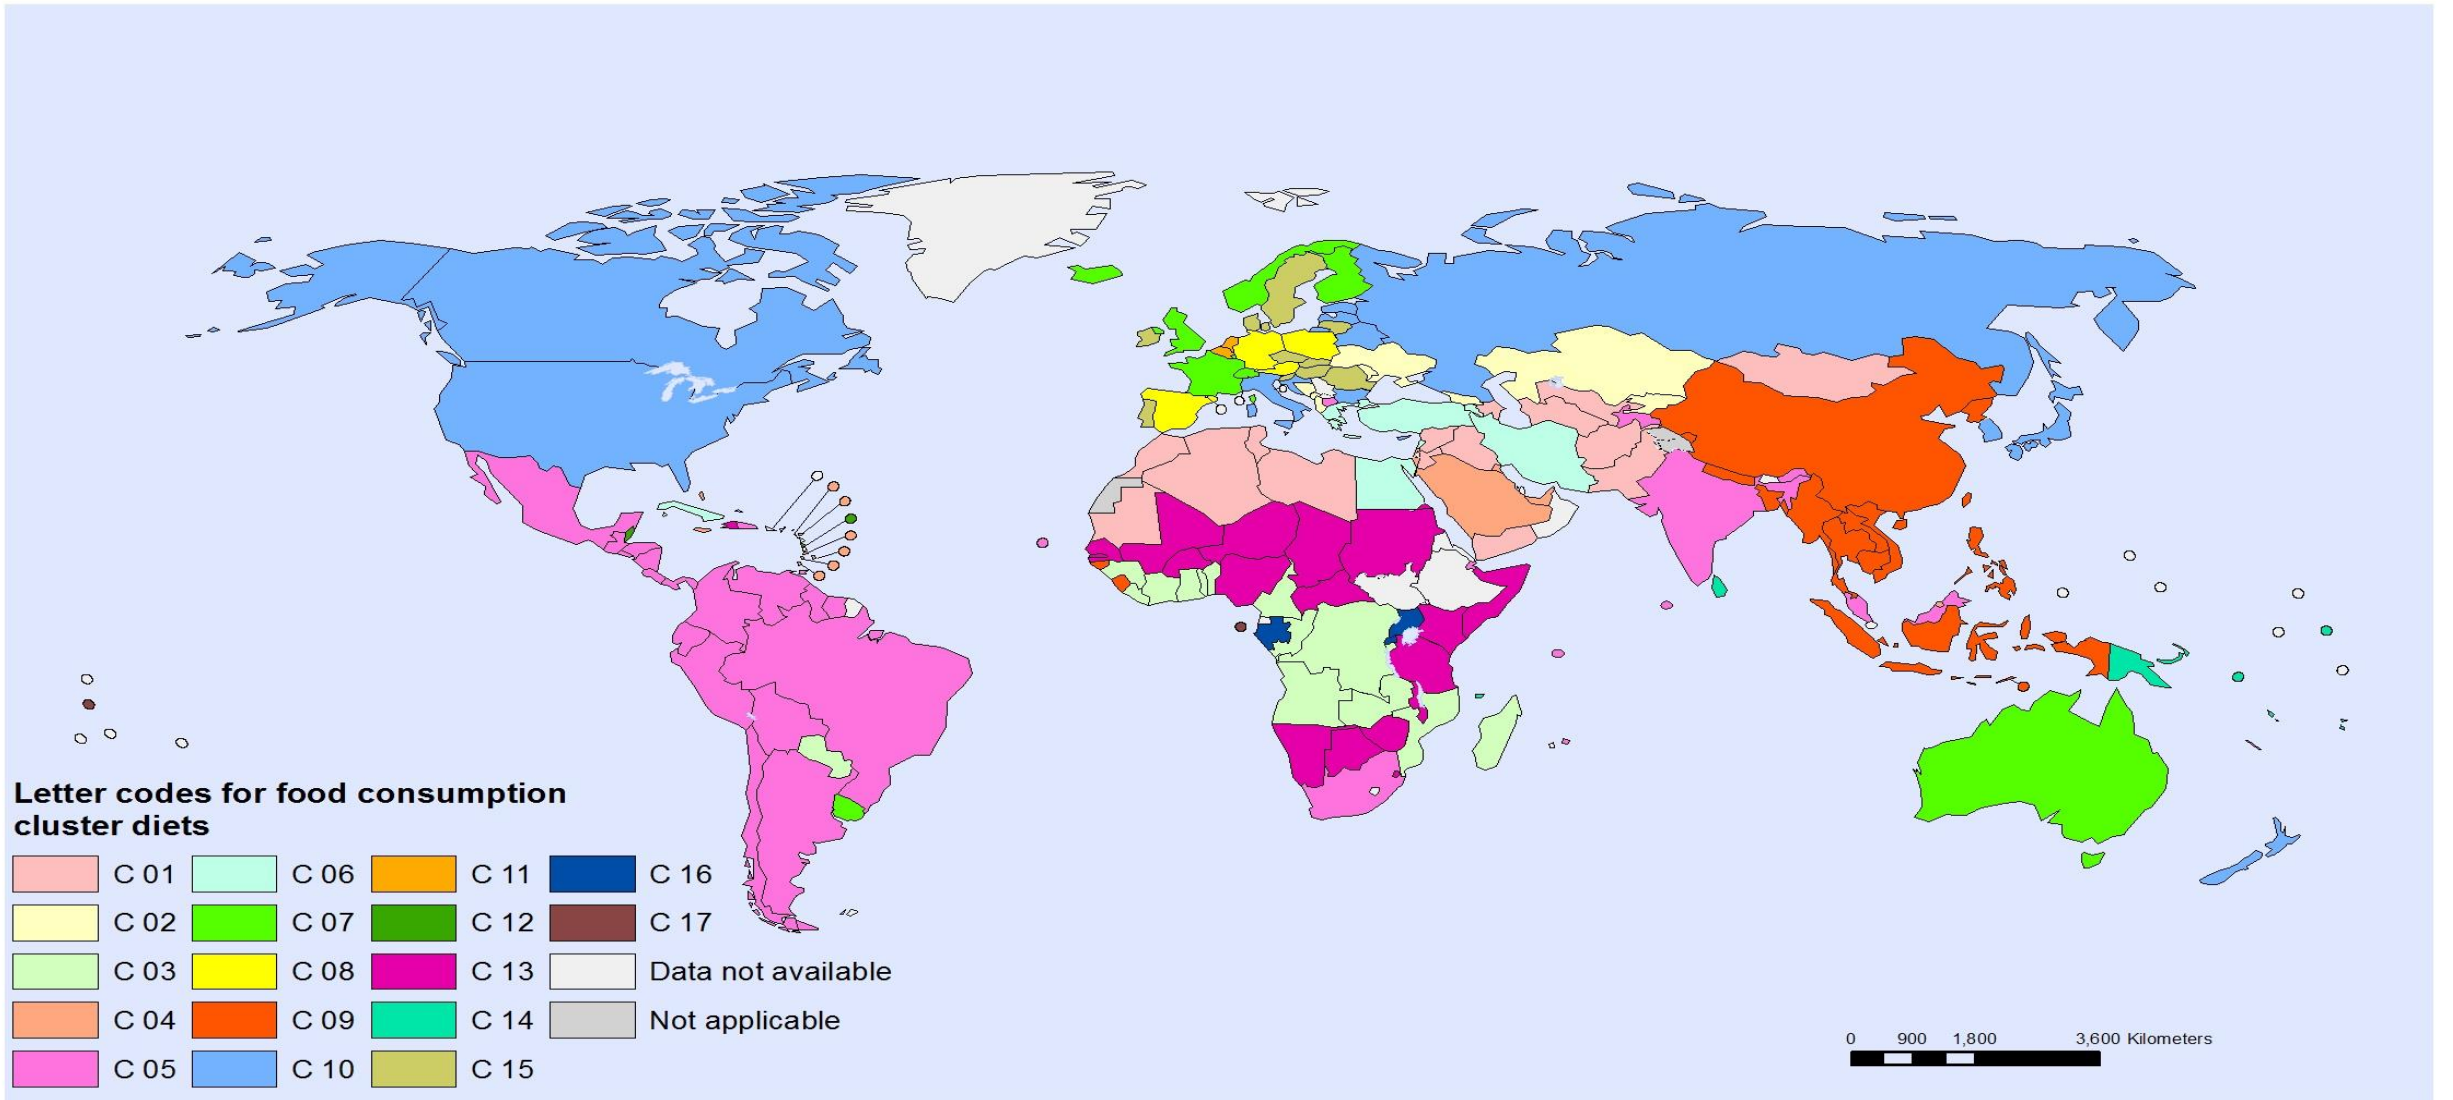 Letter codes for food consumption
cluster diets
C 01 C 06 C 11 C 16
C 02 C 07 C 12 C 17
C 03 C 08 C 13 Data not available
C 04 C 09 C 14 Not applicable
C 05 C 10 C 15
0 900 1,800 3,600 Kilometers